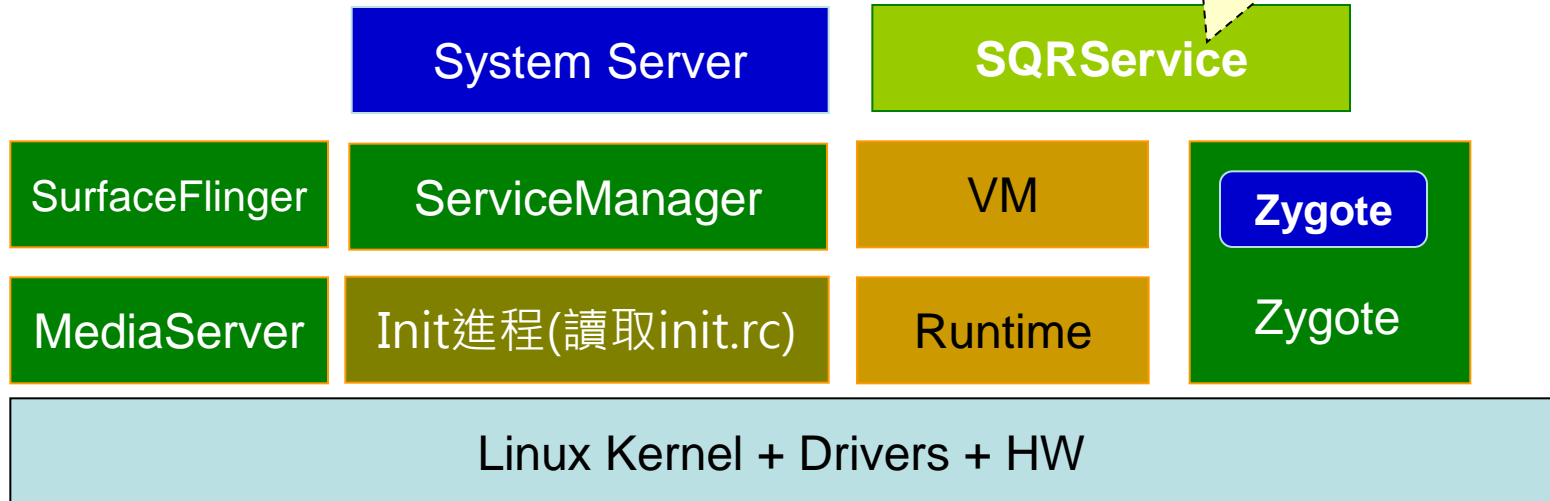 System Server
SQRService
SurfaceFlinger
ServiceManager
VM
Zygote
MediaServer
Init進程(讀取init.rc)
Runtime
Zygote
Linux Kernel + Drivers + HW